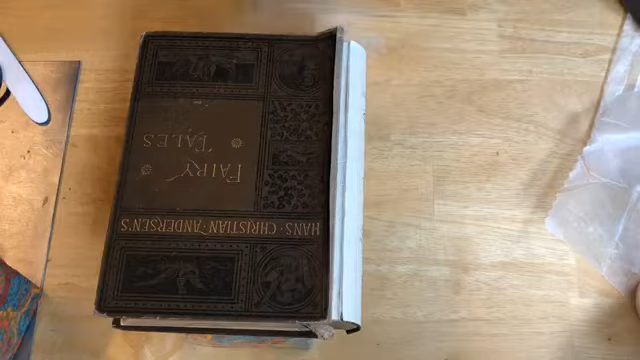 HANS · CHRISTIAN · ANDERSEN'S
FAIRY
TALES